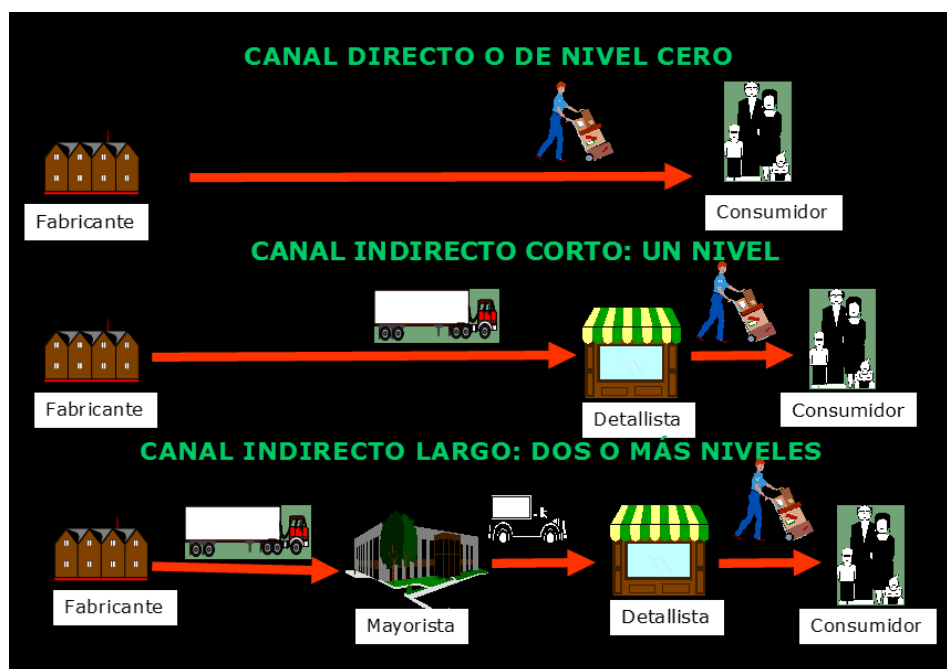 CANAL DIRECTO O DE NIVEL CERO
Fabricante
Consumidor
CANAL INDIRECTO CORTO: UN NIVEL
Fabricante
Detallista
Consumidor
CANAL INDIRECTO LARGO: DOS O MÁS NIVELES
Fabricante
Mayorista
Detallista
Consumidor